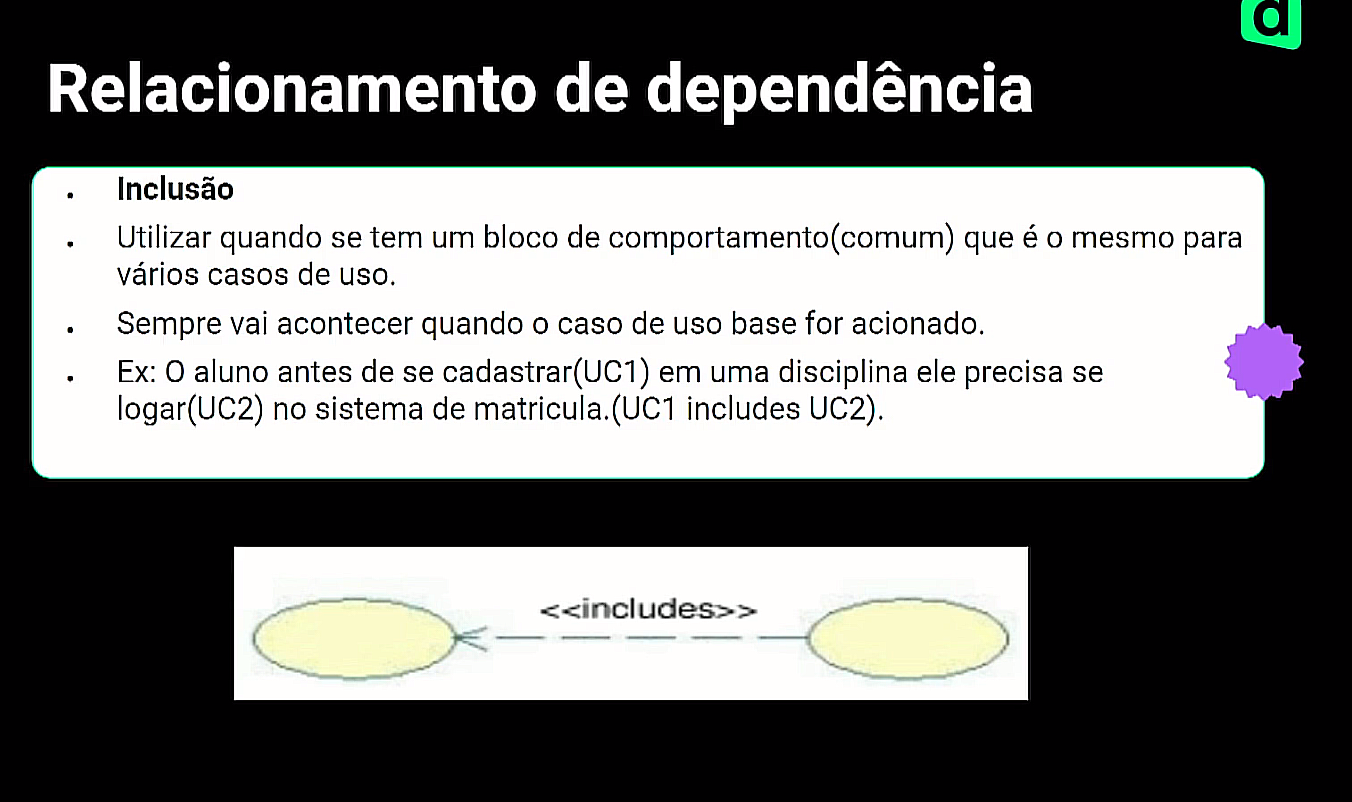 d
Relacionamento de dependência
. Inclusão
. Utilizar quando se tem um bloco de comportamento(comum) que é o mesmo para
vários casos de uso.
. Sempre vai acontecer quando o caso de uso base for acionado.
. Ex: O aluno antes de se cadastrar(UC1) em uma disciplina ele precisa se
logar(UC2) no sistema de matricula.(UC1 includes UC2).
<<includes>>